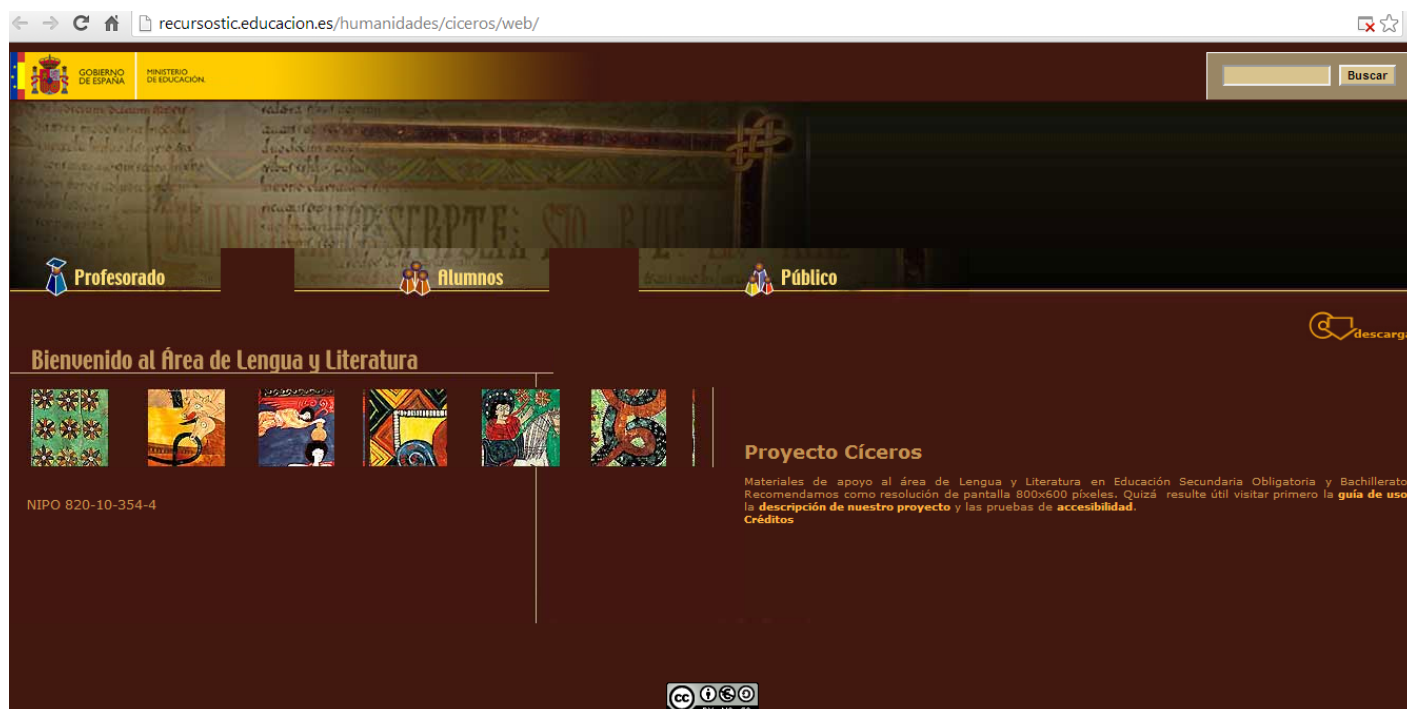 recursostic.educacion.es/humanidades/ciceros/web/
GOBIERNO
DE ESPAÑA
MINISTERIO
DE EDUCACIÓN
Buscar
Profesorado
Alumnos
Público
descarga
Bienvenido al Área de Lengua y Literatura
Proyecto Cíceros
Materiales de apoyo al área de Lengua y Literatura en Educación Secundaria Obligatoria y Bachillerato
Recomendamos como resolución de pantalla 800x600 píxeles. Quizá resulte útil visitar primero la guía de uso
la descripción de nuestro proyecto y las pruebas de accesibilidad.
Créditos
NIPO 820-10-354-4
cc